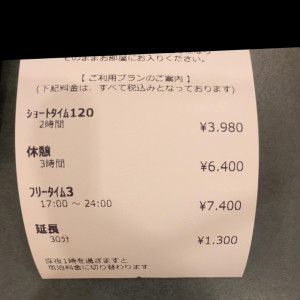 そのままお部屋にお入りください。
【 ご利用プランのご案内 】
(下記料金は、すべて税込みとなっております)
ショートタイム120
2時間 ¥3.980
休憩
3時間 ¥6.400
フリータイム3
17:00 ～ 24:00 ¥7.400
延長
30分 ¥1.300
深夜1時を過ぎますと
宿泊料金に切り替わります